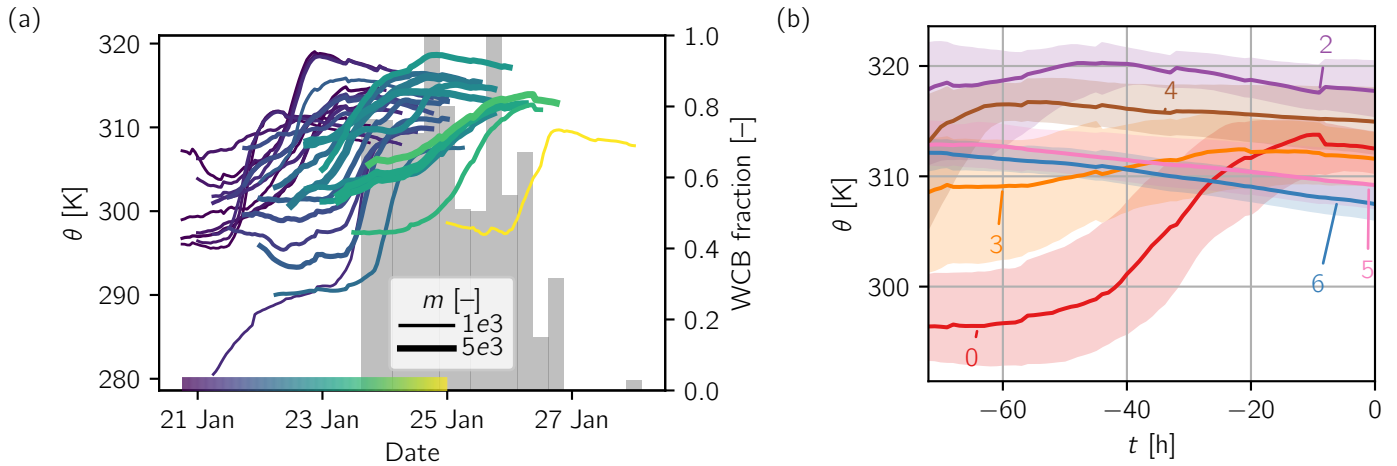 (a)
320
310
300
290
280
θ [K]
1.0
0.8
0.6
0.4
0.2
0.0
WCB fraction [–]
m [–]
1e3
5e3
21 Jan
23 Jan
25 Jan
27 Jan
Date
(b)
320
310
300
θ [K]
2
4
3
5
6
0
−60
−40
−20
0
t [h]